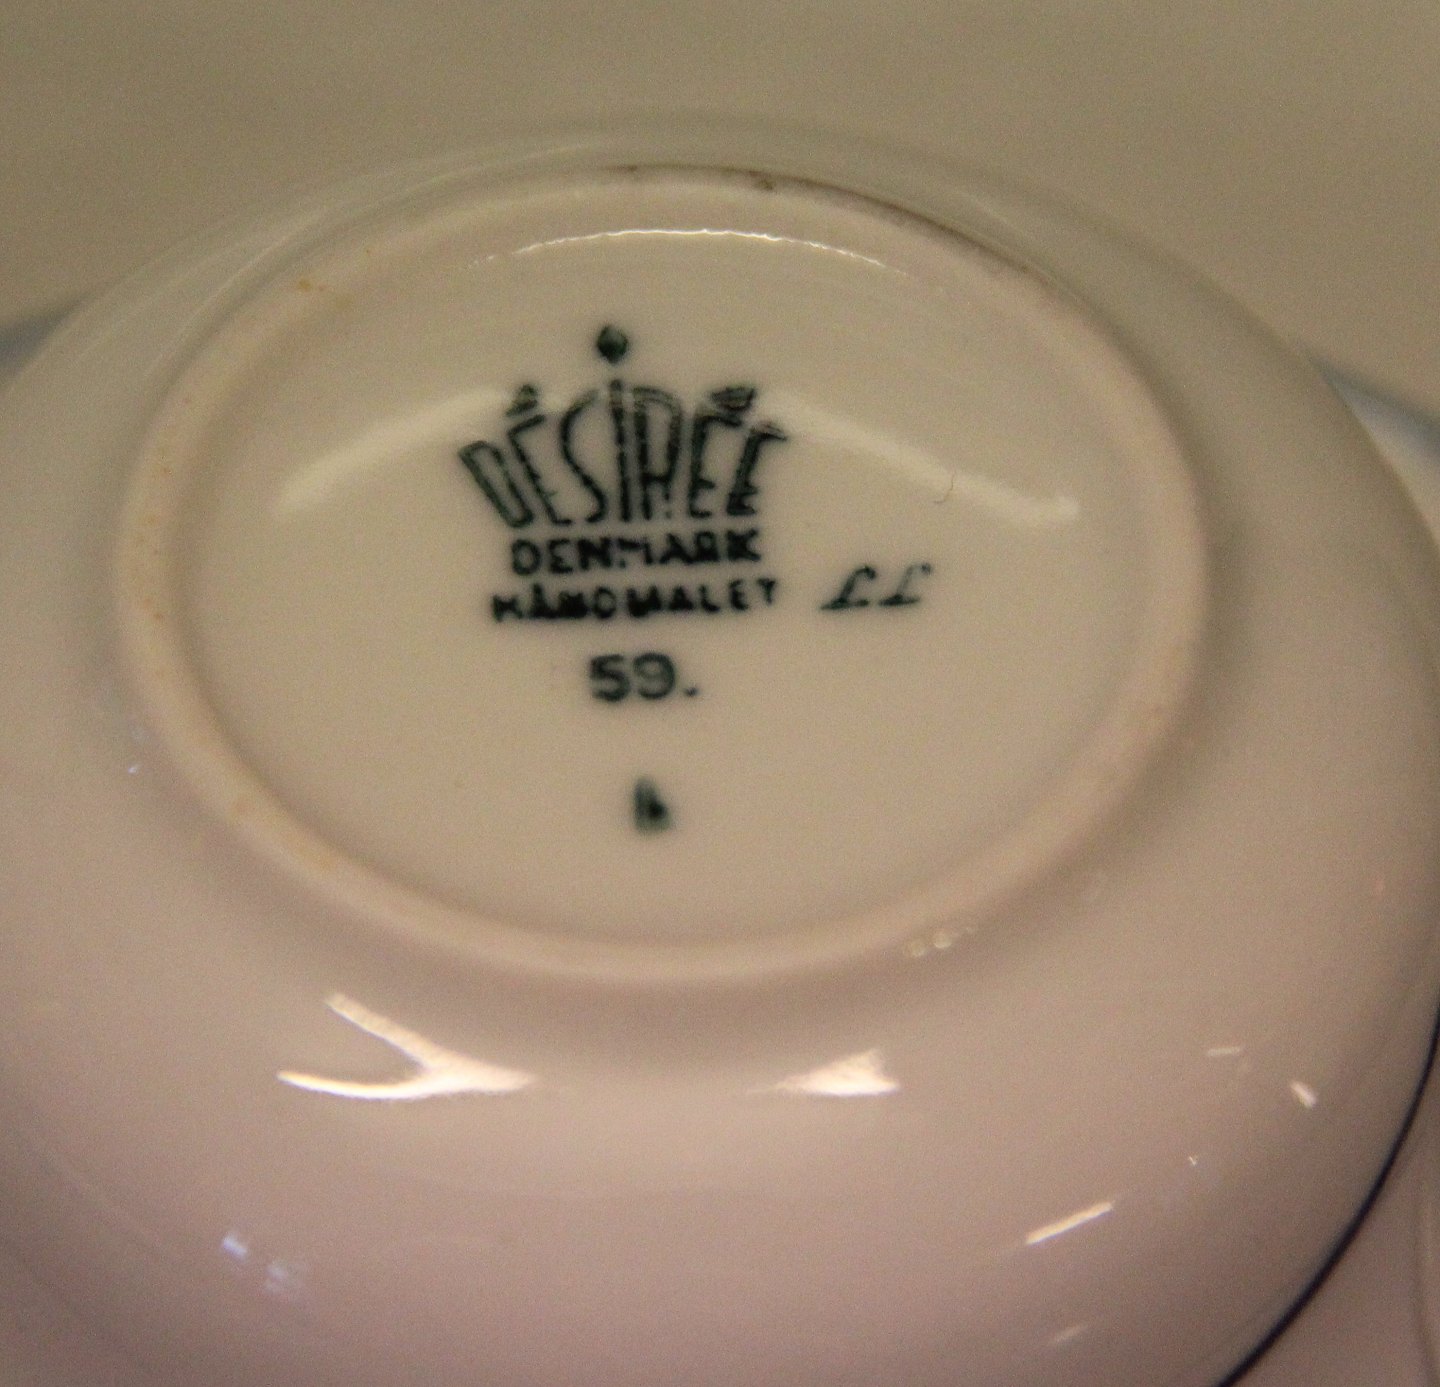 DÉSIRÉE
DENMARK
HÅNDMALET LL
59.